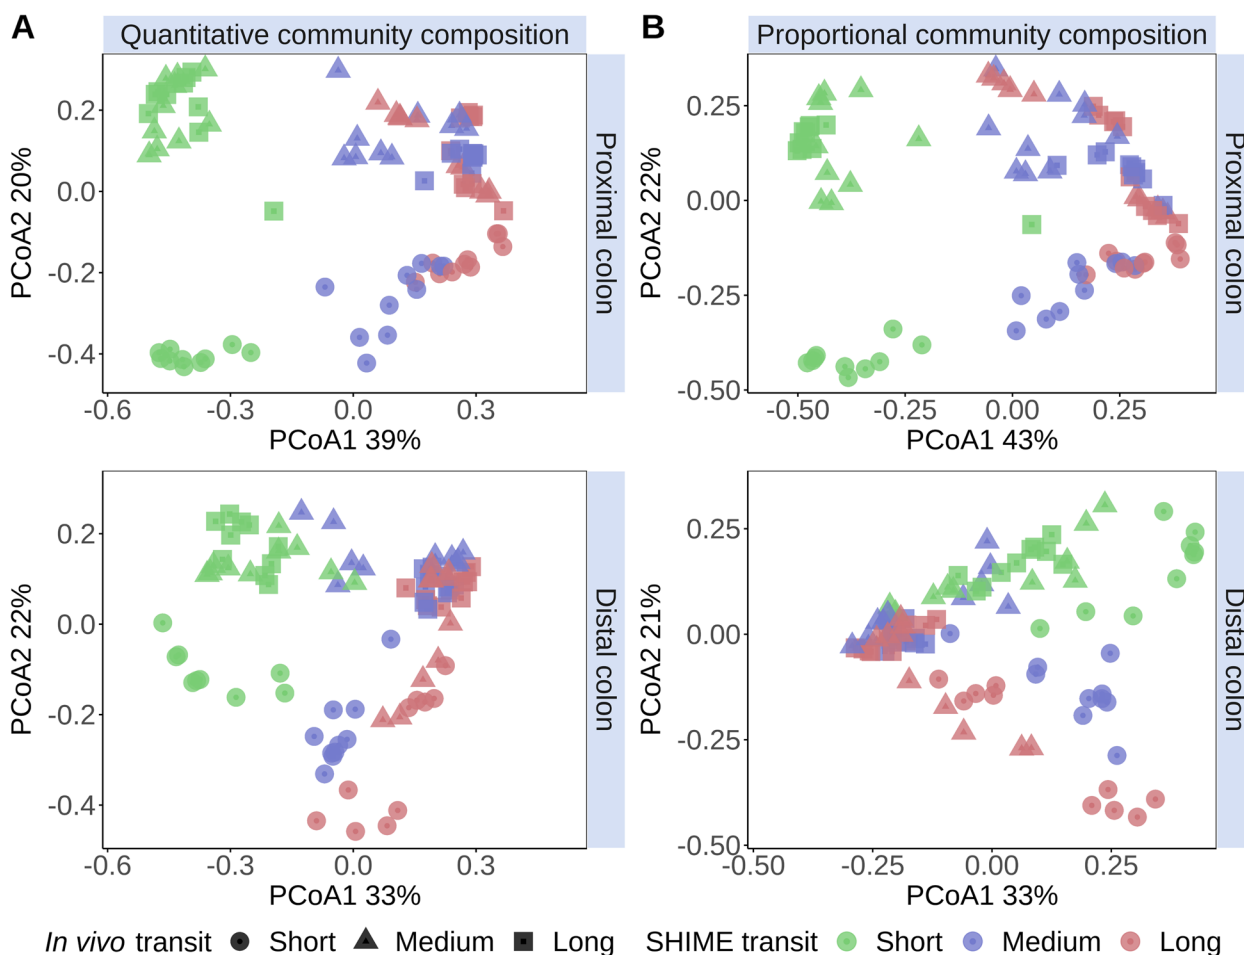 A
Quantitative community composition
B
Proportional community composition
0.2
0.0
-0.2
-0.4
PCoA2 20%
-0.6
-0.3
0.0
0.3
PCoA1 39%
Proximal colon
0.25
0.00
-0.25
-0.50
PCoA2 22%
-0.50
-0.25
0.00
0.25
PCoA1 43%
Proximal colon
0.2
0.0
-0.2
-0.4
PCoA2 22%
-0.6
-0.3
0.0
0.3
PCoA1 33%
Distal colon
0.25
0.00
-0.25
-0.50
PCoA2 21%
-0.50
-0.25
0.00
0.25
PCoA1 33%
Distal colon
In vivo transit Short Medium Long SHIME transit Short Medium Long